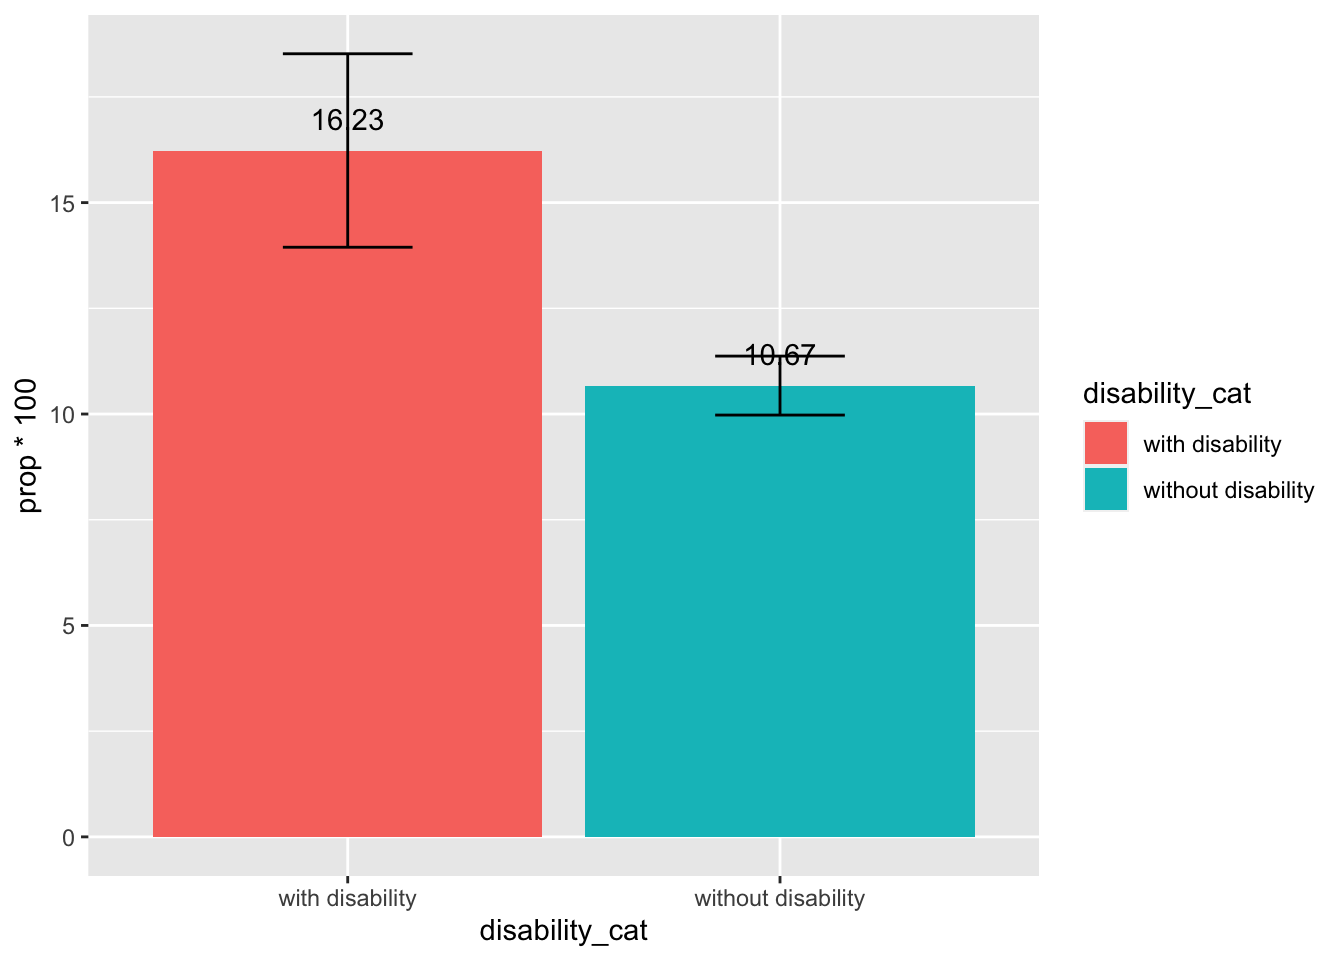 16.23
15
10.67
10
5
0
prop * 100
with disability
without disability
disability_cat
disability_cat
with disability
without disability